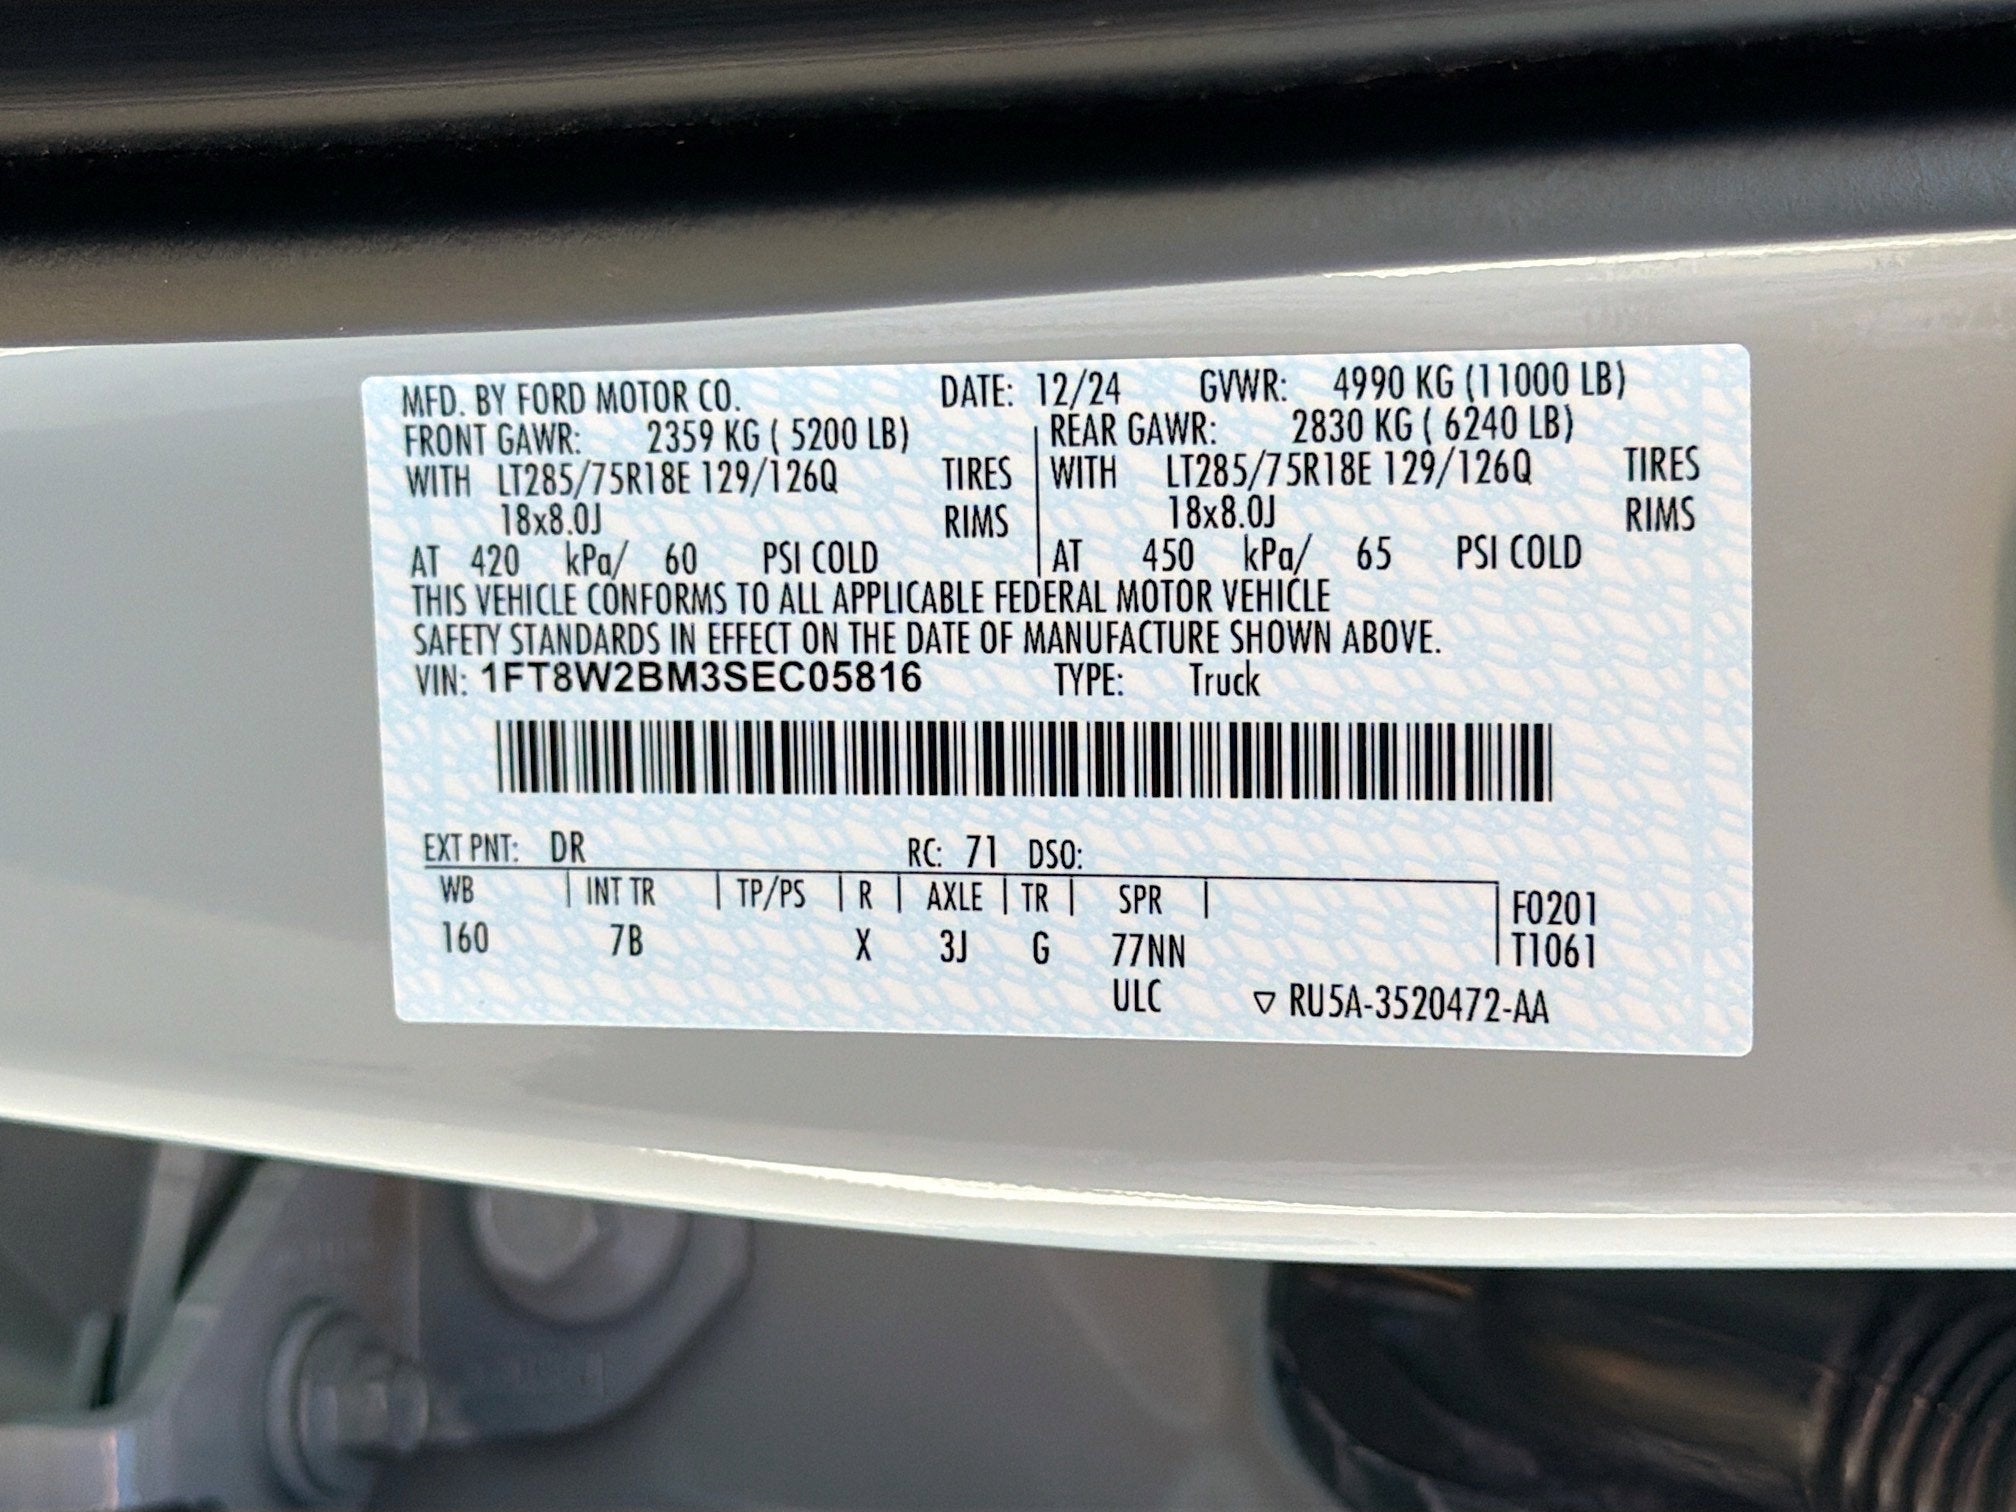 MFD. BY FORD MOTOR CO. DATE: 12/24 GVWR: 4990 KG (11000 LB)
FRONT GAWR: 2359 KG ( 5200 LB) REAR GAWR: 2830 KG ( 6240 LB)
WITH LT285/75R18E 129/126Q TIRES WITH LT285/75R18E 129/126Q TIRES
18x8.0J RIMS 18x8.0J RIMS
AT 420 kPa/ 60 PSI COLD AT 450 kPa/ 65 PSI COLD
THIS VEHICLE CONFORMS TO ALL APPLICABLE FEDERAL MOTOR VEHICLE
SAFETY STANDARDS IN EFFECT ON THE DATE OF MANUFACTURE SHOWN ABOVE.
VIN: 1FT8W2BM3SEC05816 TYPE: Truck
EXT PNT: DR RC: 71 DSO:
WB INT TR TP/PS R AXLE TR SPR F0201
160 7B X 3J G 77NN T1061
ULC ▽ RU5A-3520472-AA